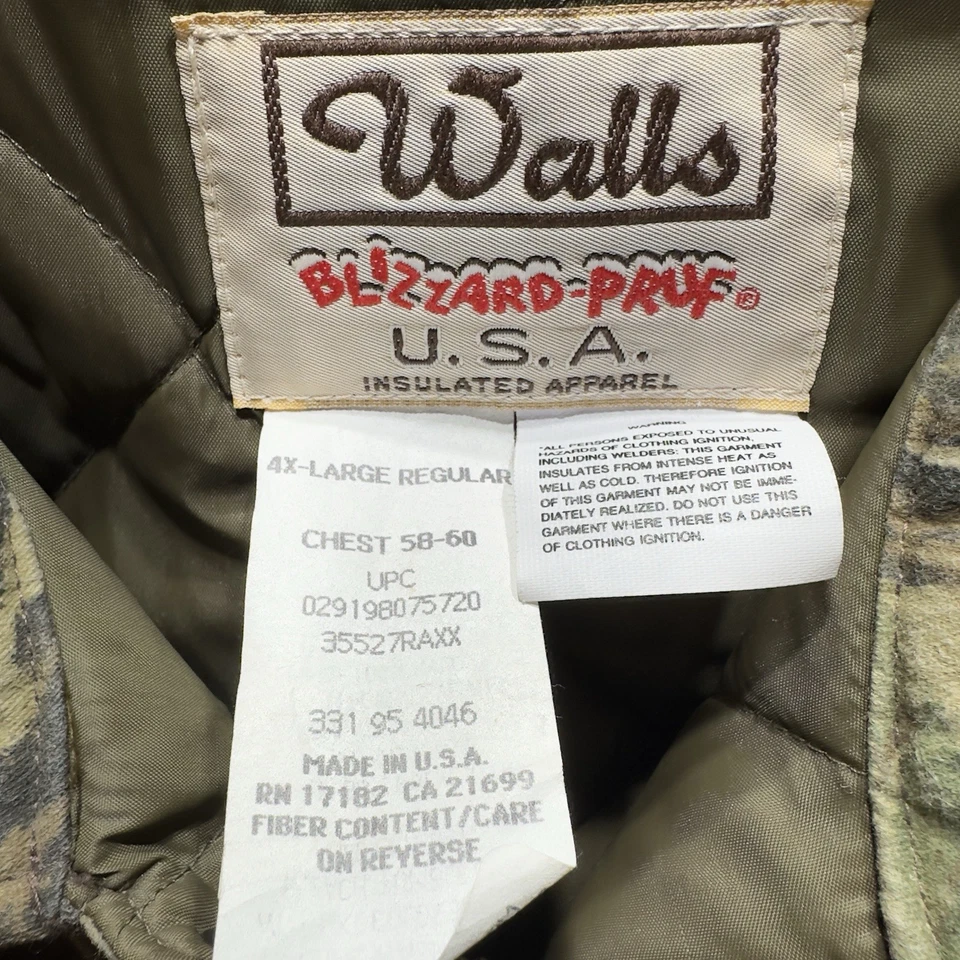 Walls
BLIZZARD-PRUF®
U.S.A.
INSULATED APPAREL
4X-LARGE REGULAR
CHEST 58-60
UPC
029198075720
35527RAXX
331 95 4046
MADE IN U.S.A.
RN 17182 CA 21699
FIBER CONTENT/CARE
ON REVERSE
WARNING
"ALL PERSONS EXPOSED TO UNUSUAL
HAZARDS OF CLOTHING IGNITION,
INCLUDING WELDERS: THIS GARMENT
INSULATES FROM INTENSE HEAT AS
WELL AS COLD. THEREFORE IGNITION
OF THIS GARMENT MAY NOT BE IMME-
DIATELY REALIZED. DO NOT USE THIS
GARMENT WHERE THERE IS A DANGER
OF CLOTHING IGNITION.